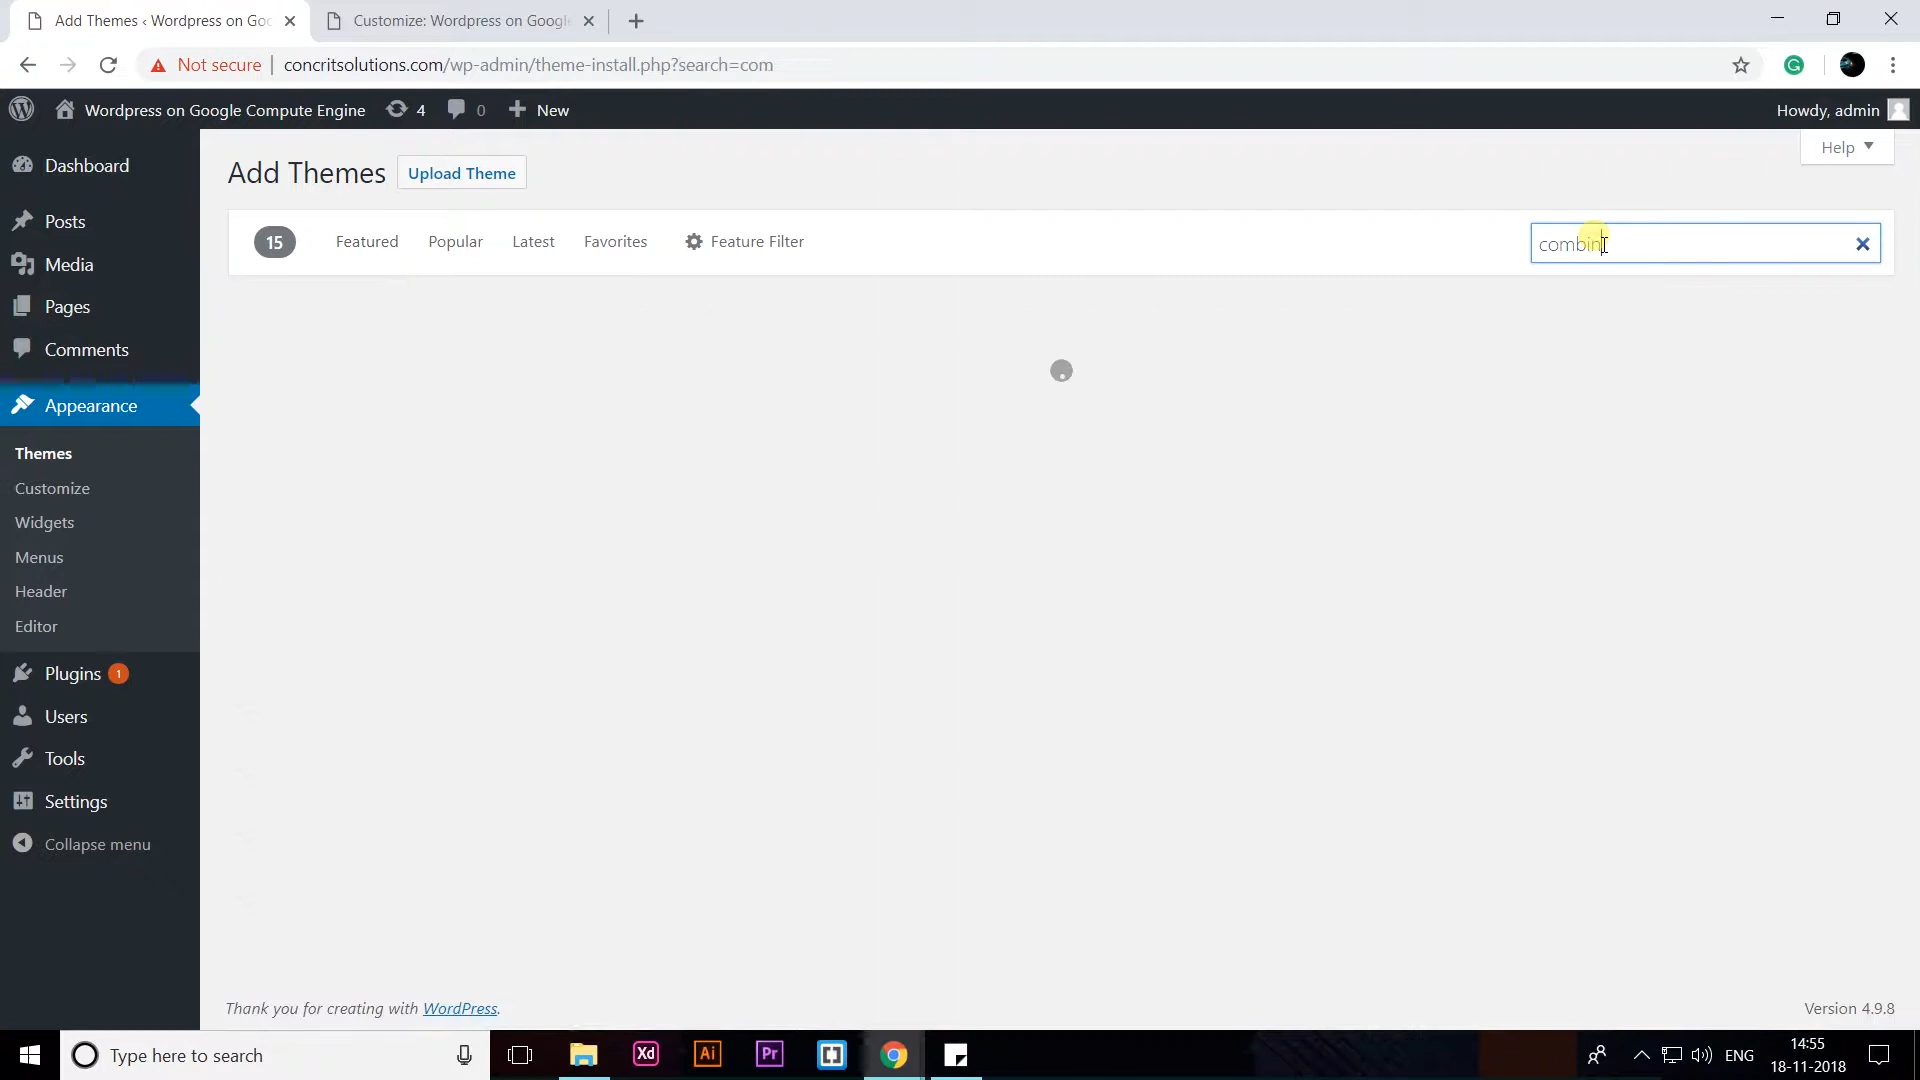 Add Themes ‹ Wordpress on Goo
Customize: Wordpress on Google
Not secure
concritsolutions.com/wp-admin/theme-install.php?search=com
Wordpress on Google Compute Engine
4
0
New
Howdy, admin
Dashboard
Posts
Media
Pages
Comments
Appearance
Themes
Customize
Widgets
Menus
Header
Editor
Plugins 1
Users
Tools
Settings
Collapse menu
Help
Add Themes
Upload Theme
15
Featured
Popular
Latest
Favorites
Feature Filter
combin
Thank you for creating with WordPress.
Version 4.9.8
Type here to search
Xd
Ai
Pr
ENG
14:55
18-11-2018